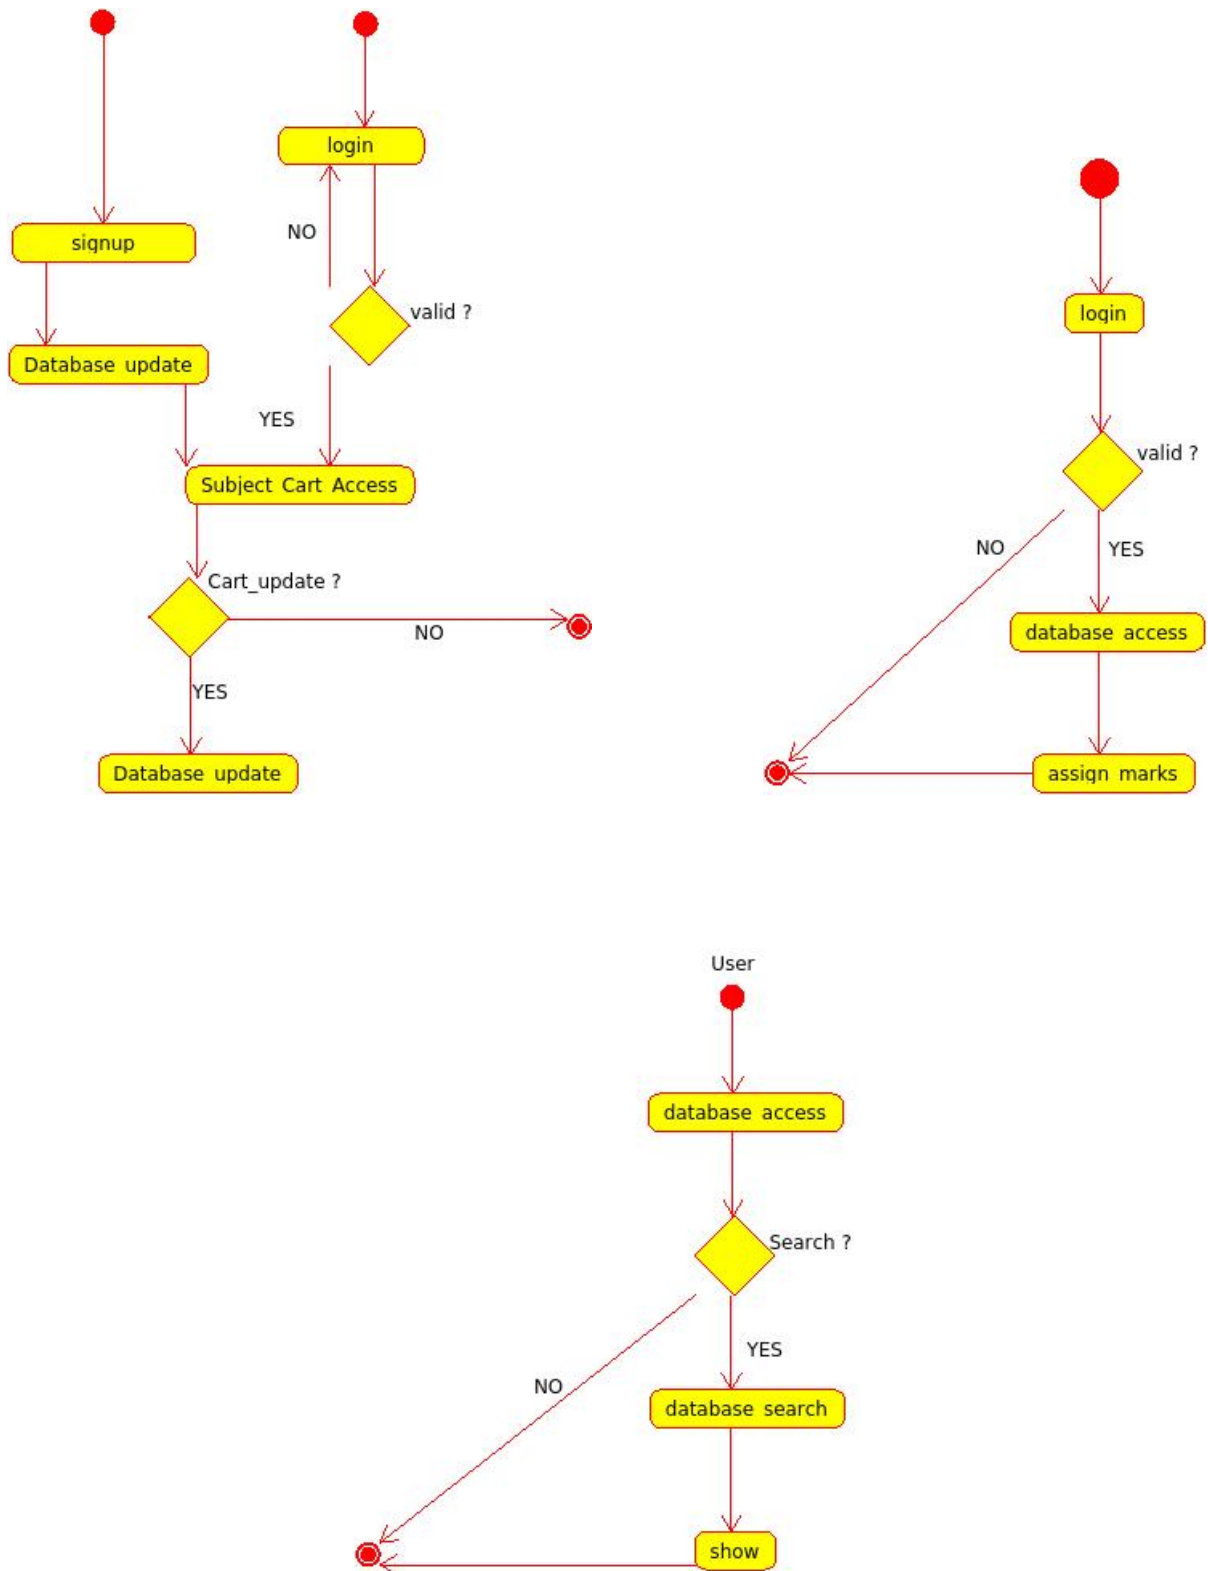 login
NO
signup
valid ?
Database update
YES
Subject Cart Access
Cart_update ?
NO
YES
Database update
login
valid ?
NO
YES
database access
assign marks
User
database access
Search ?
YES
NO
database search
show